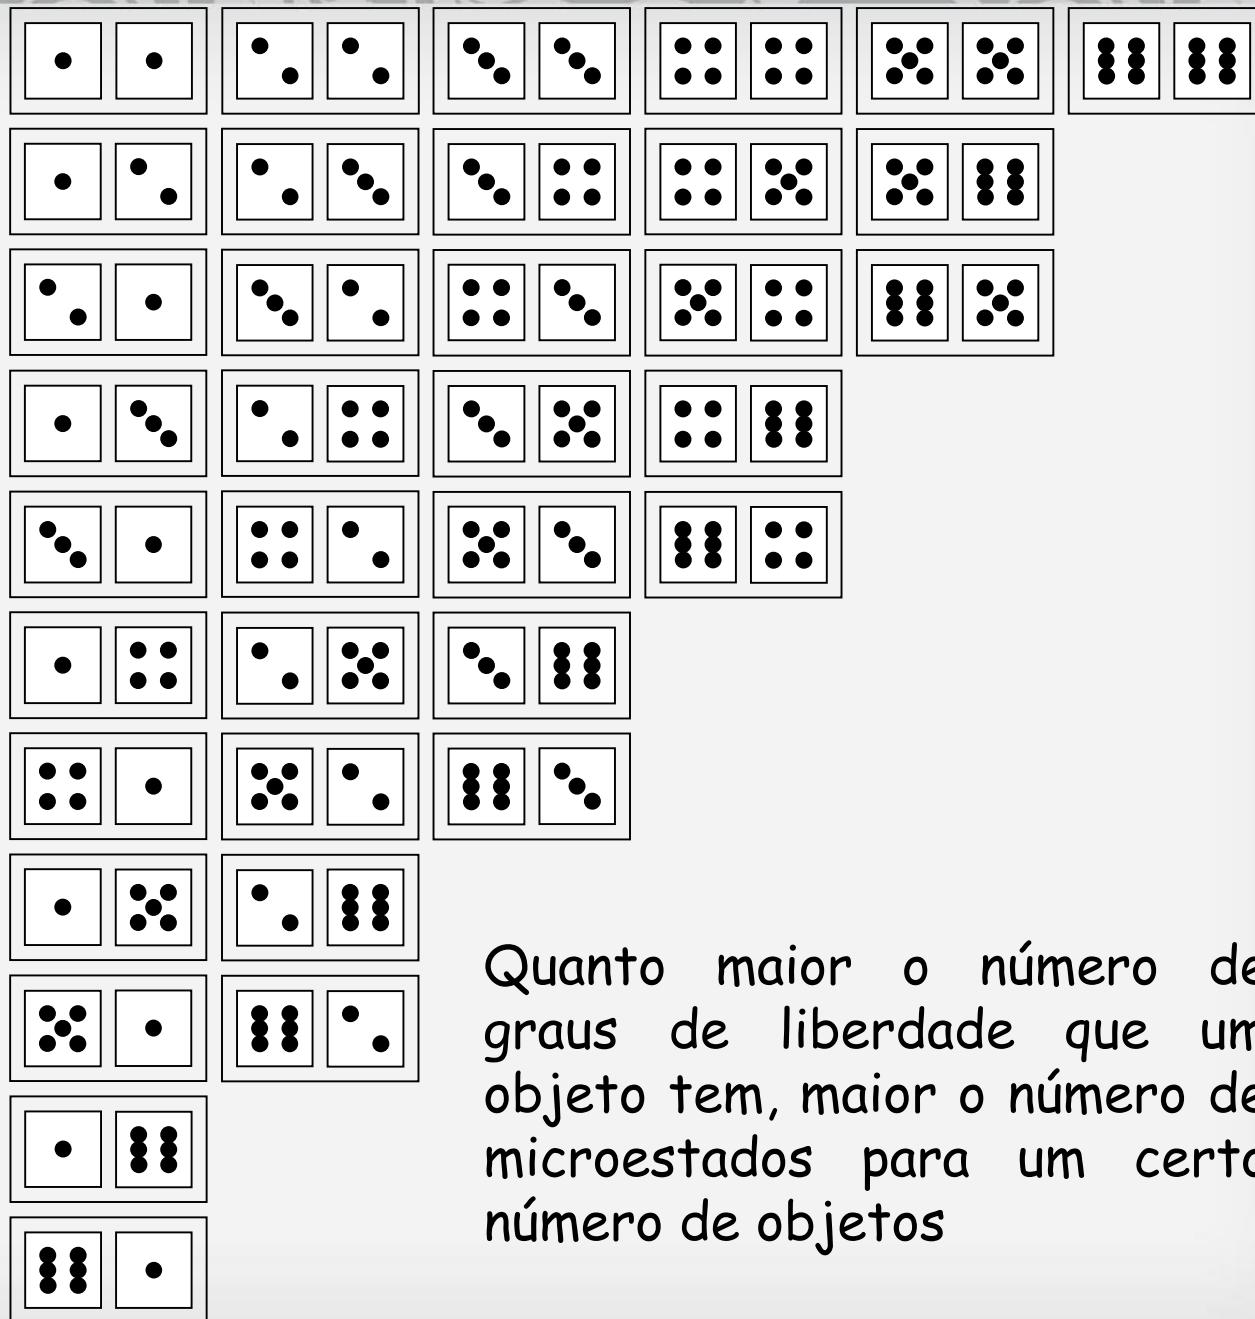 Quanto maior o número de
graus de liberdade que um
objeto tem, maior o número de
microestados para um certo
número de objetos